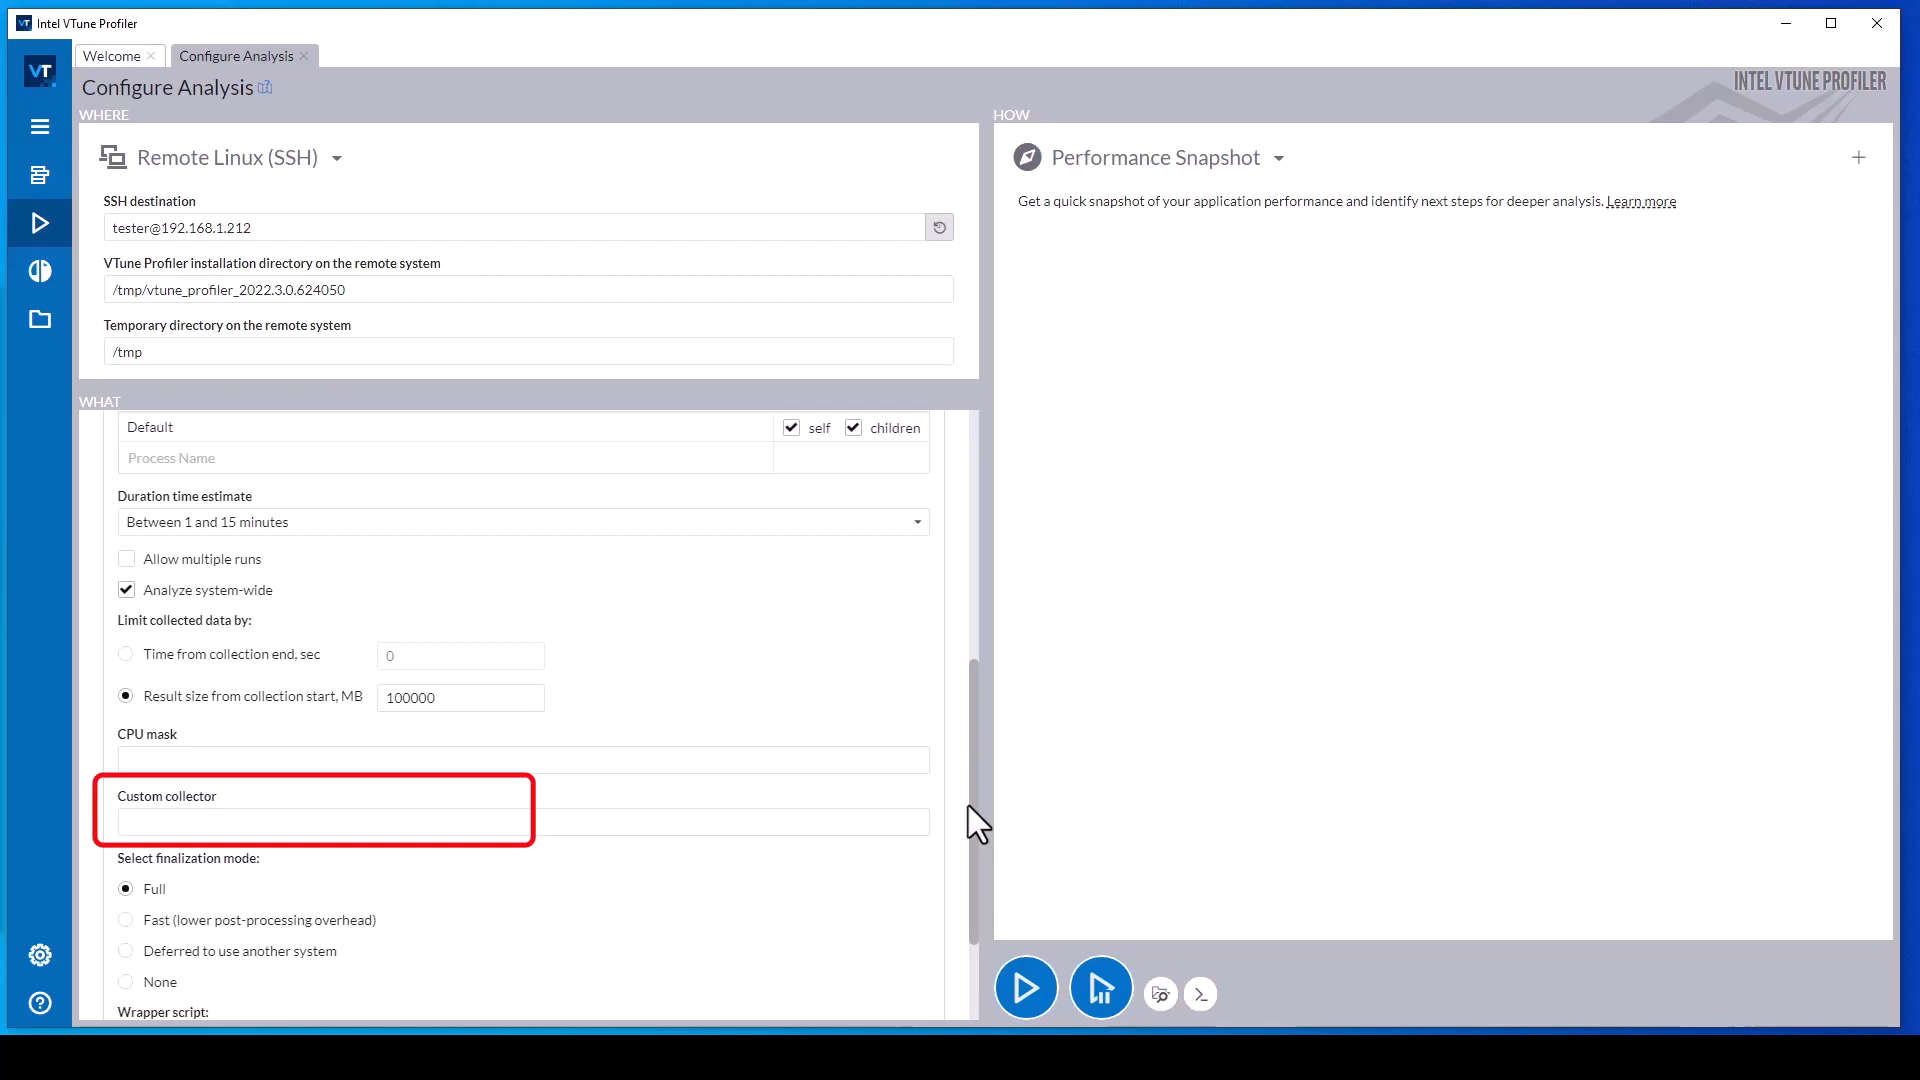 VT Intel VTune Profiler
Welcome
Configure Analysis
VT
Configure Analysis
INTEL VTUNE PROFILER
WHERE
HOW
Remote Linux (SSH)
Performance Snapshot
SSH destination
Get a quick snapshot of your application performance and identify next steps for deeper analysis. Learn more
tester@192.168.1.212
VTune Profiler installation directory on the remote system
/tmp/vtune_profiler_2022.3.0.624050
Temporary directory on the remote system
/tmp
WHAT
Default
self
children
Process Name
Duration time estimate
Between 1 and 15 minutes
Allow multiple runs
Analyze system-wide
Limit collected data by:
Time from collection end, sec
0
Result size from collection start, MB
100000
CPU mask
Custom collector
Select finalization mode:
Full
Fast (lower post-processing overhead)
Deferred to use another system
None
Wrapper script: